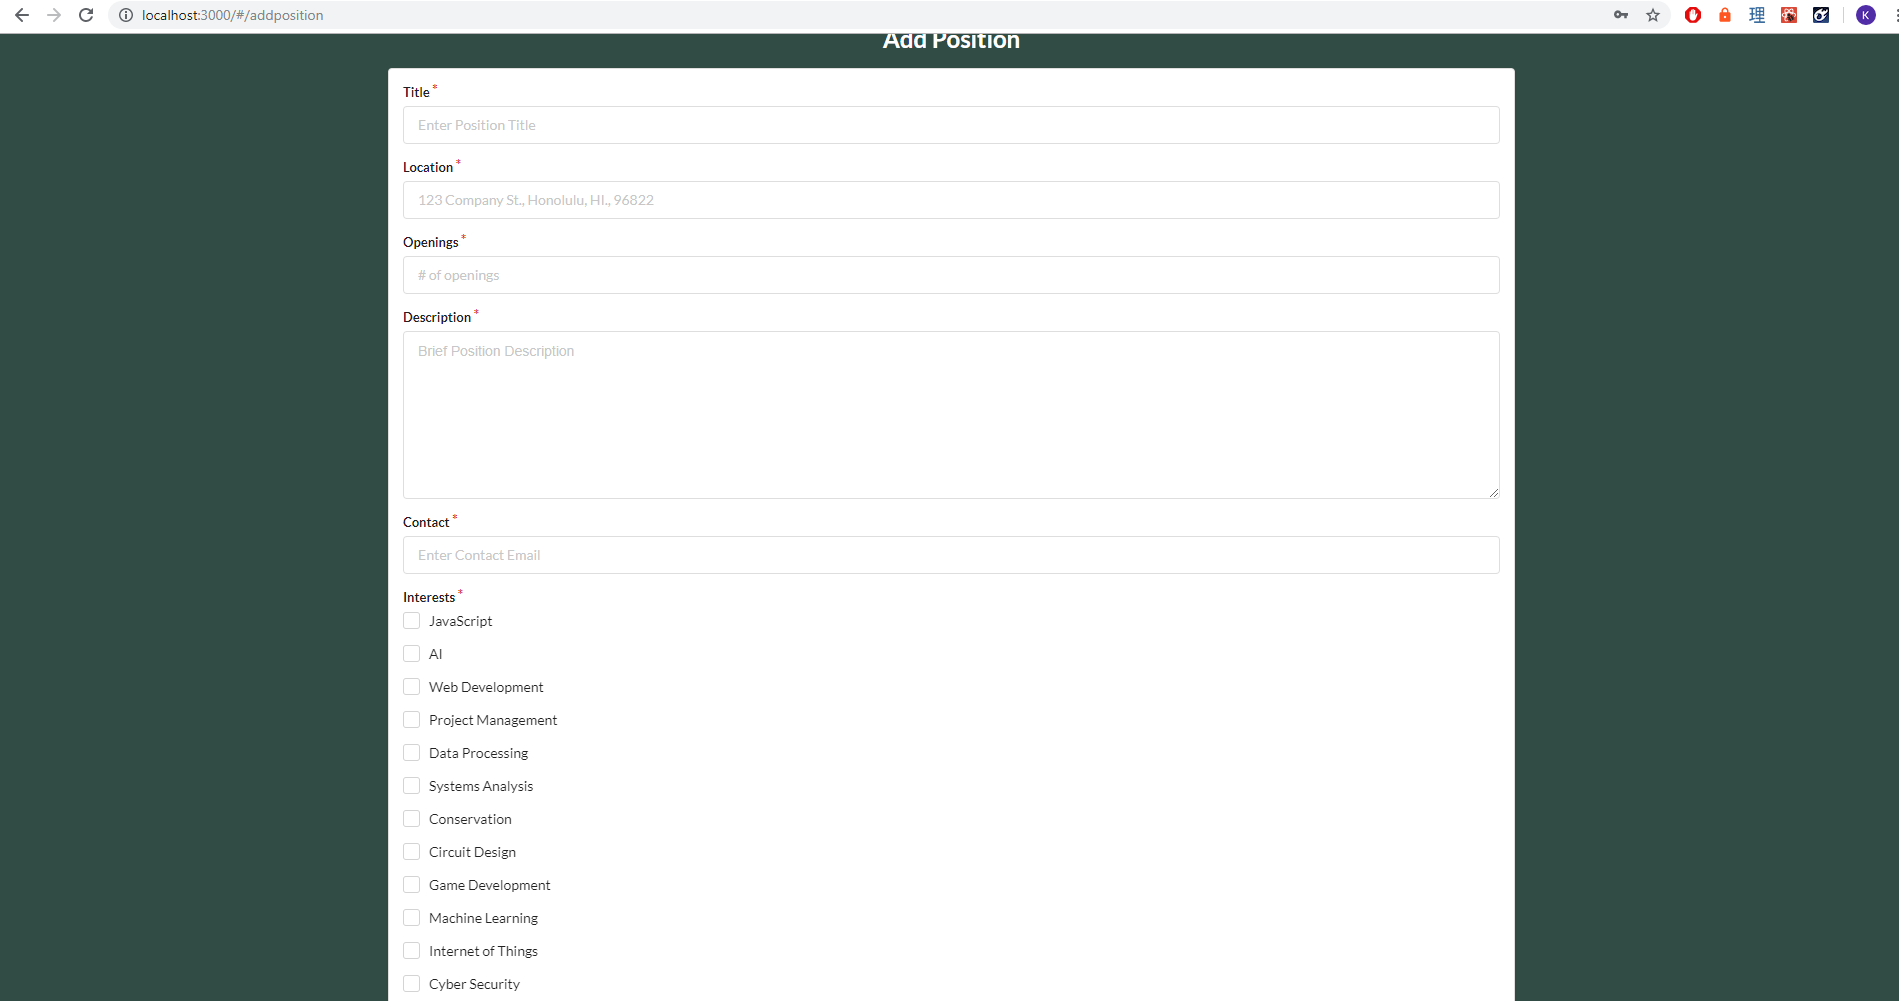 localhost:3000/#/addposition
理
K
Add Position
Title *
Enter Position Title
Location *
123 Company St., Honolulu, HI., 96822
Openings *
# of openings
Description *
Brief Position Description
Contact *
Enter Contact Email
Interests *
JavaScript
AI
Web Development
Project Management
Data Processing
Systems Analysis
Conservation
Circuit Design
Game Development
Machine Learning
Internet of Things
Cyber Security